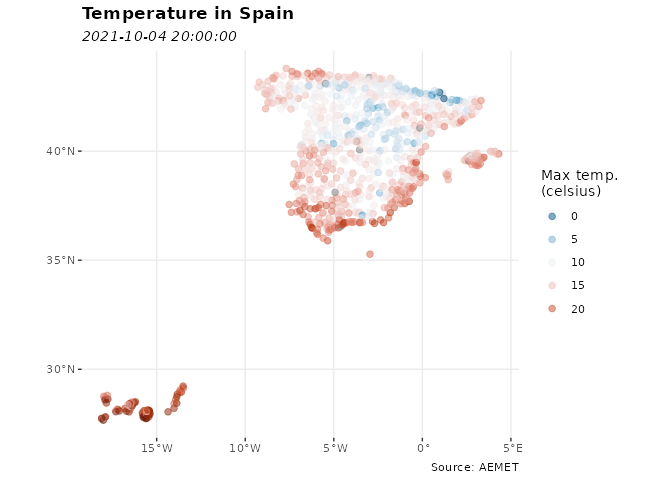 Temperature in Spain
2021-10-04 20:00:00
40°N
35°N
30°N
15°W
10°W
5°W
0°
5°E
Max temp.
(celsius)
0
5
10
15
20
Source: AEMET